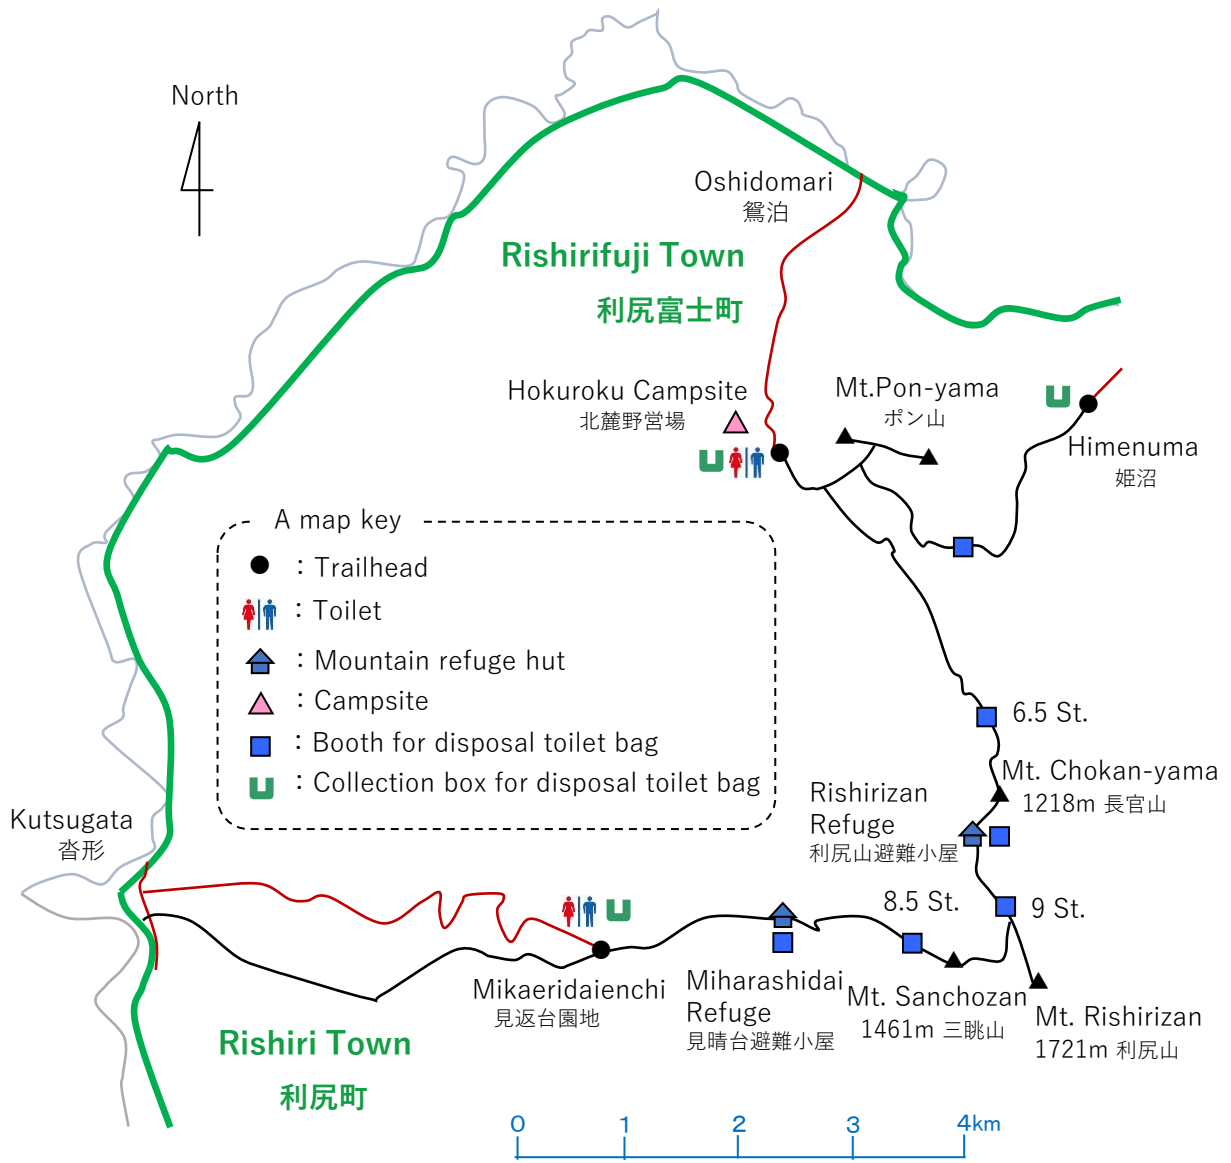 North
Oshidomari
鴛泊
Rishirifuji Town
利尻富士町
Hokuroku Campsite
北麓野営場
Mt.Pon-yama
ポン山
Himenuma
姫沼
A map key
：Trailhead
：Toilet
：Mountain refuge hut
：Campsite
：Booth for disposal toilet bag
：Collection box for disposal toilet bag
6.5 St.
Mt. Chokan-yama
1218m 長官山
Rishirizan
Refuge
利尻山避難小屋
Kutsugata
沓形
8.5 St.
9 St.
Mikaeridaienchi
見返台園地
Miharashidai
Refuge
見晴台避難小屋
Mt. Sanchozan
1461m 三眺山
Mt. Rishirizan
1721m 利尻山
Rishiri Town
利尻町
0 1 2 3 4km